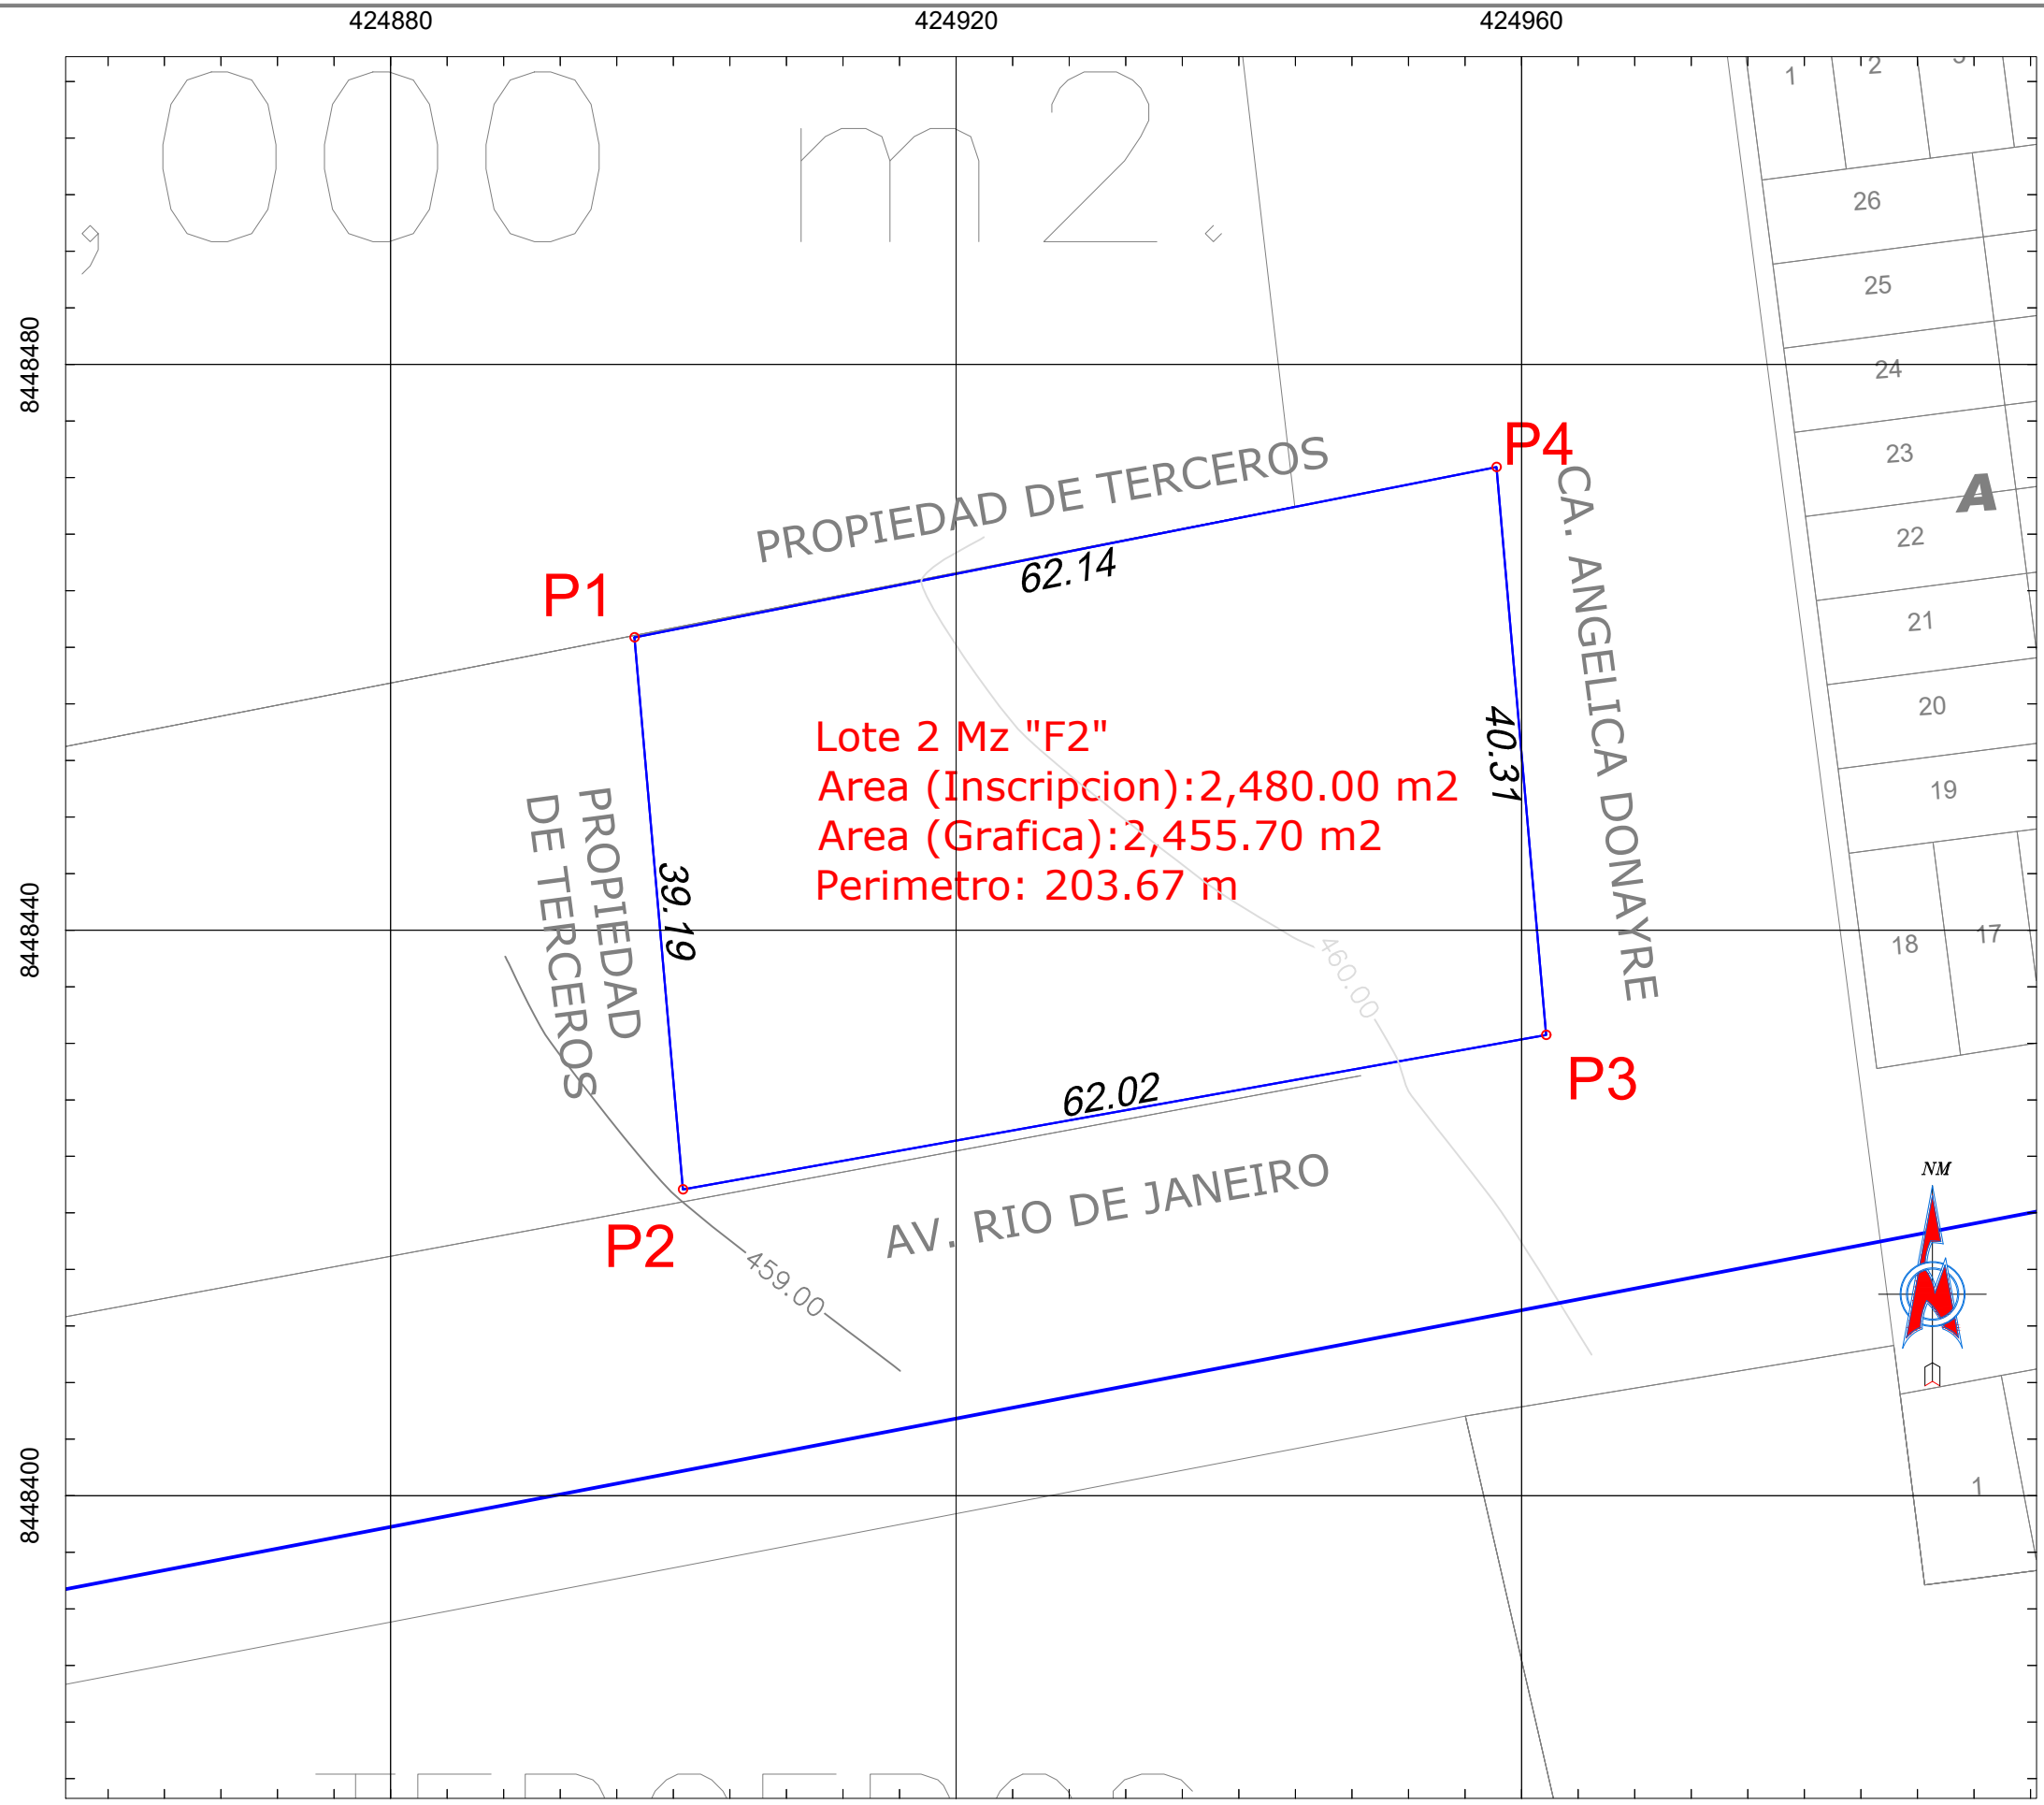 424880
424920
424960
,000 m2.
1
2
26
25
24
23
22
21
20
19
18
17
A
8448480
8448440
8448400
P4
PROPIEDAD DE TERCEROS
P1
62.14
CA. ANGELICA DONAYRE
Lote 2 Mz "F2"
Area (Inscripcion):2,480.00 m2
Area (Grafica):2,455.70 m2
Perimetro: 203.67 m
40.31
PROPIEDAD
DE TERCEROS
39.19
460.00
62.02
P3
AV. RIO DE JANEIRO
P2
459.00
NM
1